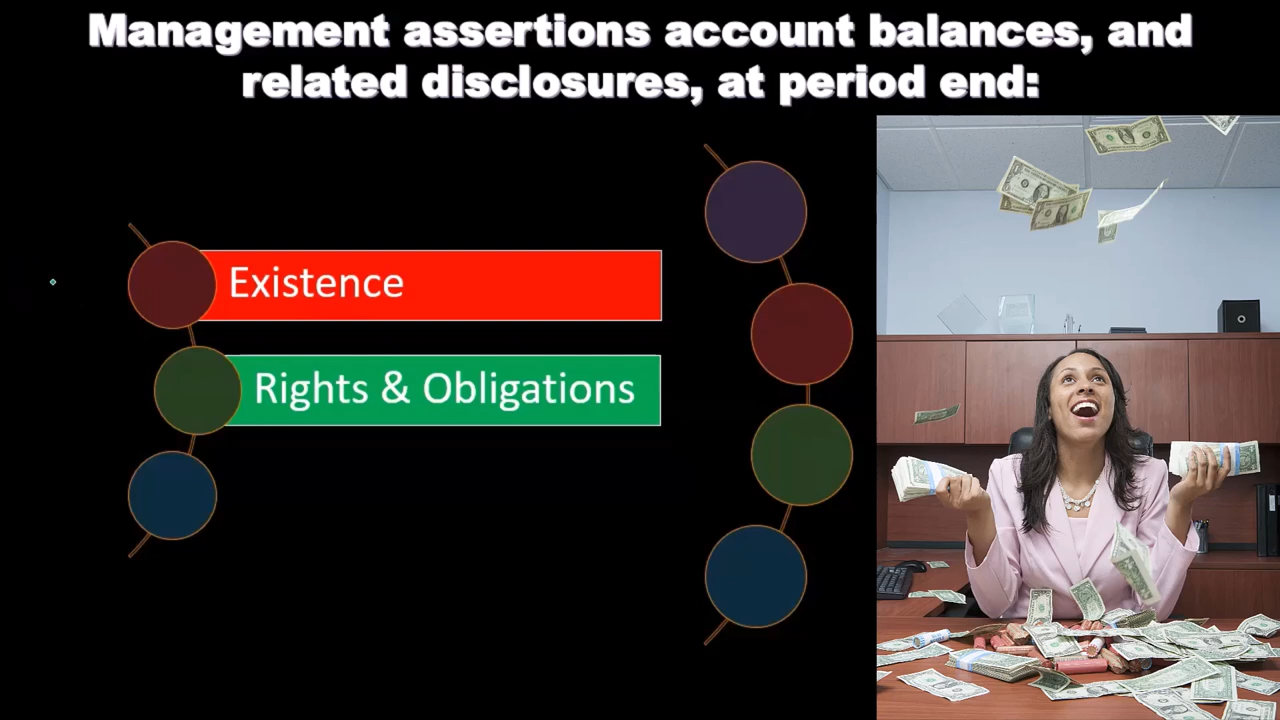 Management assertions account balances, and
related disclosures, at period end:
Existence
Rights & Obligations